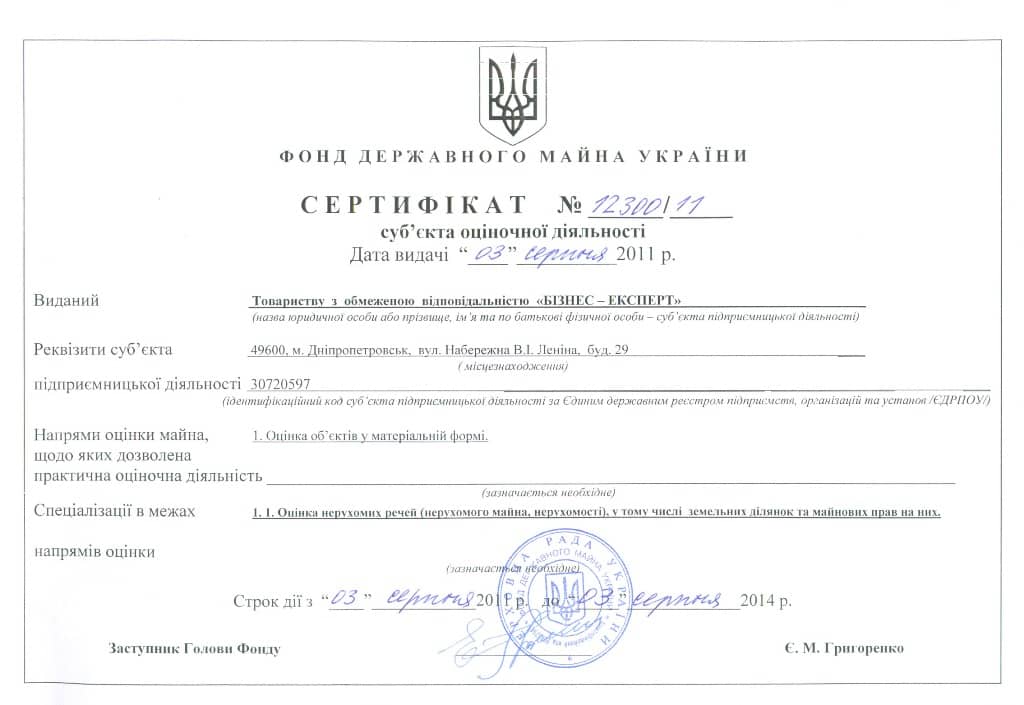 ФОНД ДЕРЖАВНОГО МАЙНА УКРАЇНИ
СЕРТИФІКАТ № 12300/11
суб’єкта оціночної діяльності
Дата видачі “03” серпня 2011 р.
Виданий Товариству з обмеженою відповідальністю «БІЗНЕС – ЕКСПЕРТ»
(назва юридичної особи або прізвище, ім’я та по батькові фізичної особи – суб’єкта підприємницької діяльності)
Реквізити суб’єкта 49600, м. Дніпропетровськ, вул. Набережна В.І. Леніна, буд. 29
( місцезнаходження)
підприємницької діяльності 30720597
(ідентифікаційний код суб’єкта підприємницької діяльності за Єдиним державним реєстром підприємств, організацій та установ /ЄДРПОУ/)
Напрями оцінки майна, 1. Оцінка об’єктів у матеріальній формі.
щодо яких дозволена
практична оціночна діяльність
(зазначається необхідне)
Спеціалізації в межах 1. 1. Оцінка нерухомих речей (нерухомого майна, нерухомості), у тому числі земельних ділянок та майнових прав на них.
напрямів оцінки
(зазначається необхідне)
ВЕРХОВНА РАДА УКРАЇНИ
ФОНД ДЕРЖАВНОГО МАЙНА УКРАЇНИ
Строк дії з “03” серпня 2011 р. до “03” серпня 2014 р.
Заступник Голови Фонду Є. М. Григоренко